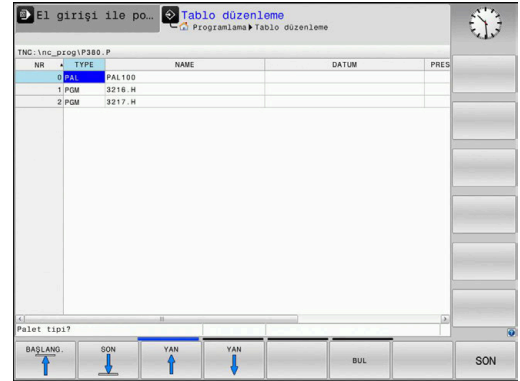 El girişi ile po… Tablo düzenleme
Programlama▶Tablo düzenleme
TNC:\nc_prog\P380.P
NR TYPE NAME DATUM PRES
0 PAL PAL100
1 PGM 3216.H
2 PGM 3217.H
Palet tipi?
BAŞLANG. SON YAN YAN BUL SON